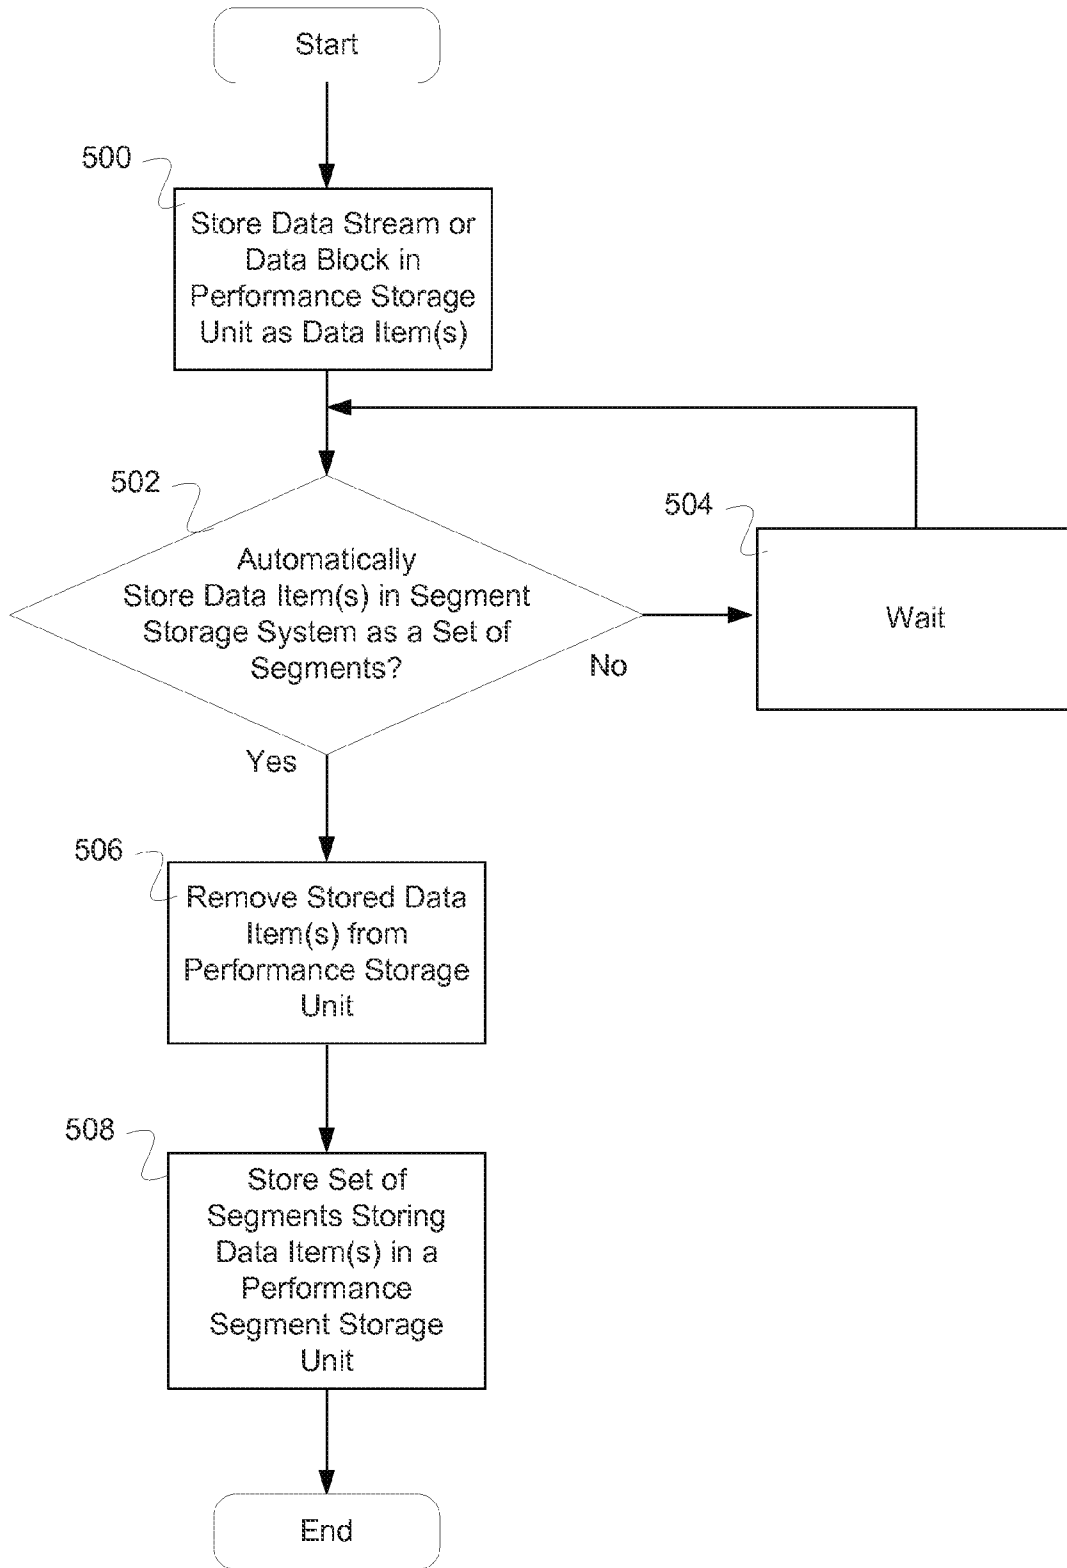 Start
500
Store Data Stream or
Data Block in
Performance Storage
Unit as Data Item(s)
502
Automatically
Store Data Item(s) in Segment
Storage System as a Set of
Segments?
504
Wait
No
Yes
506
Remove Stored Data
Item(s) from
Performance Storage
Unit
508
Store Set of
Segments Storing
Data Item(s) in a
Performance
Segment Storage
Unit
End